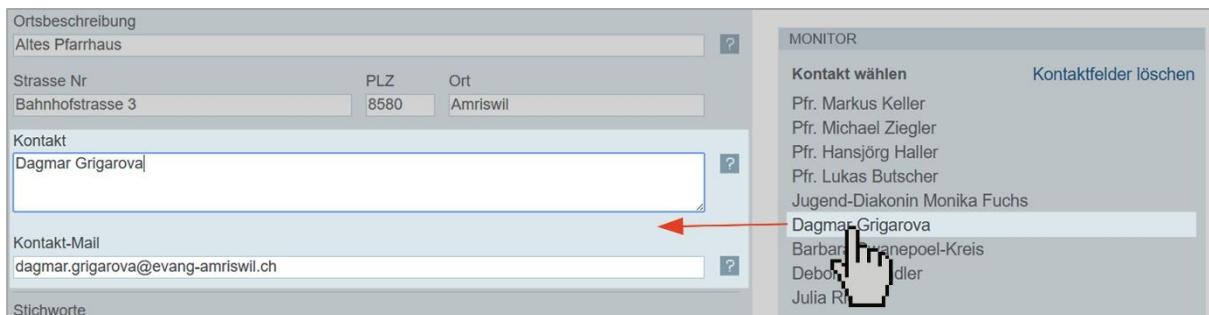 Ortsbeschreibung
Altes Pfarrhaus
?
Strasse Nr
PLZ
Ort
Bahnhofstrasse 3
8580
Amriswil
Kontakt
Dagmar Grigarova
?
Kontakt-Mail
dagmar.grigarova@evang-amriswil.ch
?
Stichworte
MONITOR
Kontakt wählen
Kontaktfelder löschen
Pfr. Markus Keller
Pfr. Michael Ziegler
Pfr. Hansjörg Haller
Pfr. Lukas Butscher
Jugend-Diakonin Monika Fuchs
Dagmar Grigarova
Barbara
Julia